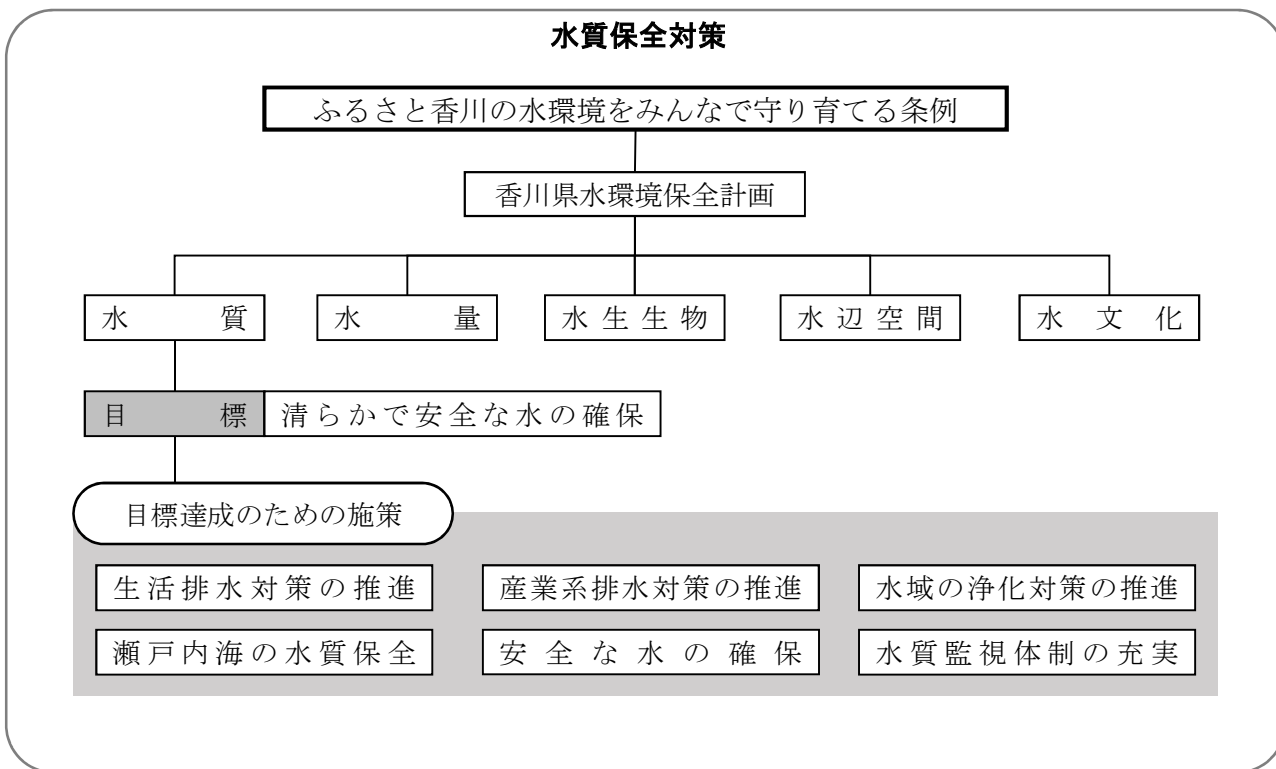 水質保全対策
ふるさと香川の水環境をみんなで守り育てる条例
香川県水環境保全計画
水質 水量 水生生物 水辺空間 水文化
目標 清らかで安全な水の確保
目標達成のための施策
生活排水対策の推進 産業系排水対策の推進 水域の浄化対策の推進
瀬戸内海の水質保全 安全な水の確保 水質監視体制の充実